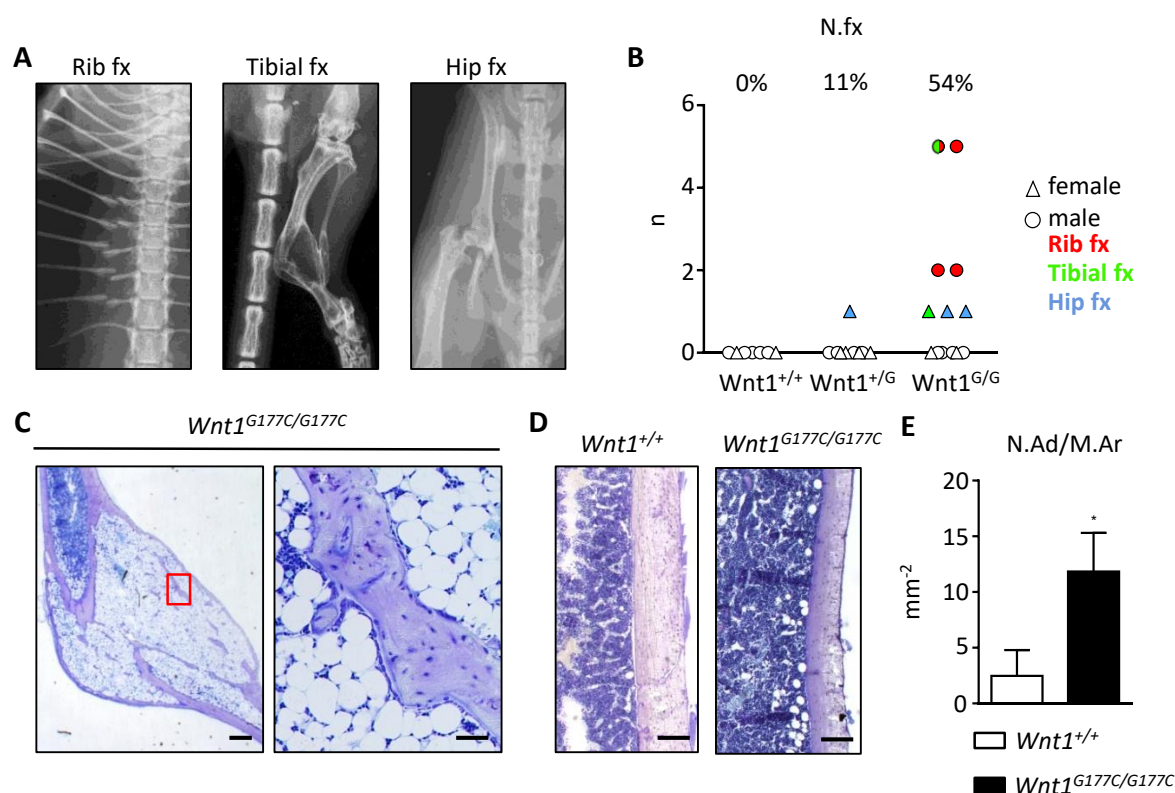 A
Rib fx
Tibial fx
Hip fx
B
N.fx
0%
11%
54%
6
4
2
0
n
Wnt1+/+
Wnt1+/G
Wnt1G/G
female
male
Rib fx
Tibial fx
Hip fx
C
Wnt1G177C/G177C
D
Wnt1+/+
Wnt1G177C/G177C
E
N.Ad/M.Ar
20
15
10
5
0
mm-2
*
Wnt1+/+
Wnt1G177C/G177C